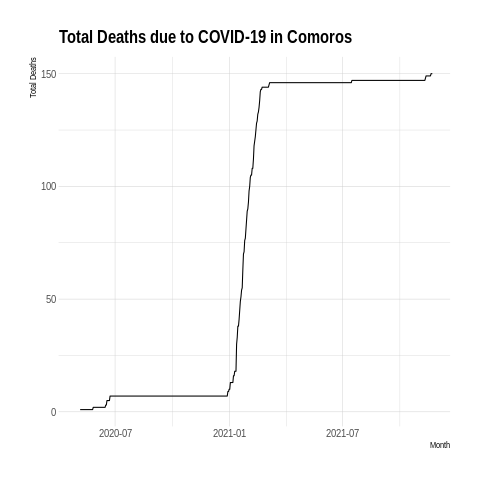 Total Deaths due to COVID-19 in Comoros
Total Deaths
150
100
50
0
2020-07
2021-01
2021-07
Month